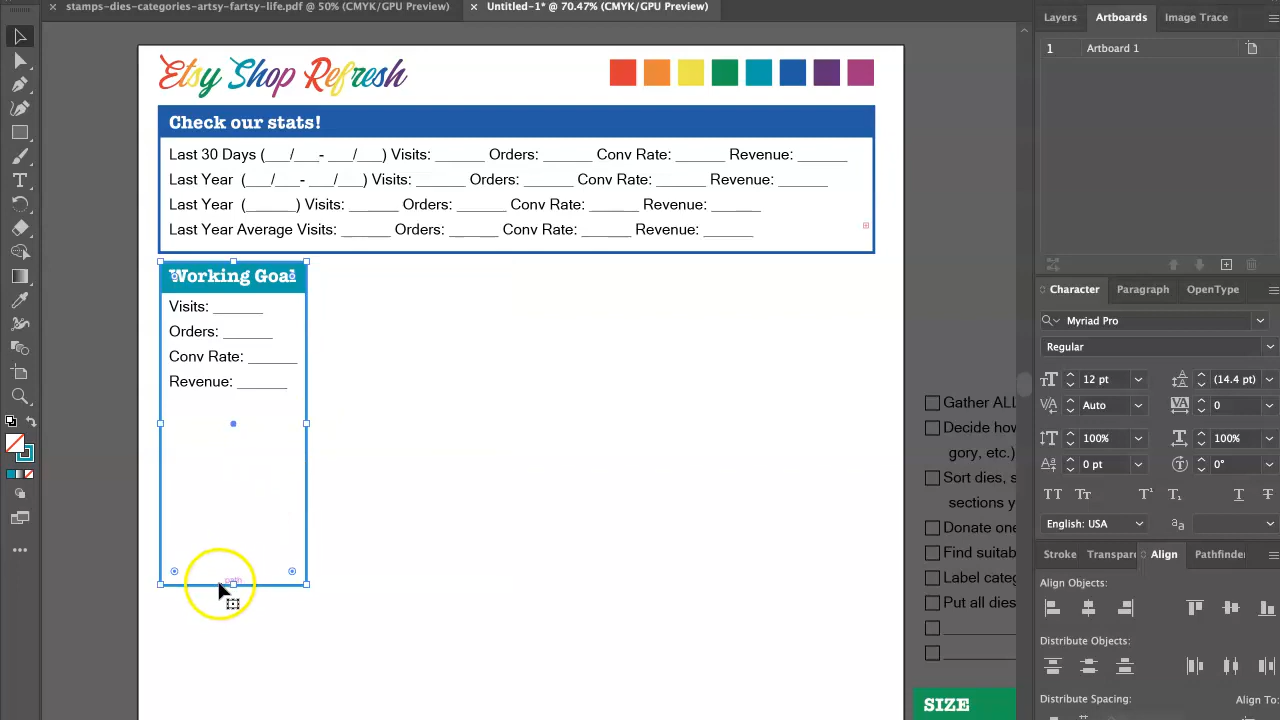 stamps-dies-categories-artsy-fartsy-life.pdf @ 50% (CMYK/GPU Preview)
Untitled-1* @ 70.47% (CMYK/GPU Preview)
Layers Artboards Image Trace
1 Artboard 1
Etsy Shop Refresh
Check our stats!
Last 30 Days (___/___- ___/___) Visits: ______ Orders: ______ Conv Rate: ______ Revenue: ______
Last Year (___/___- ___/___) Visits: ______ Orders: ______ Conv Rate: ______ Revenue: ______
Last Year (______) Visits: ______ Orders: ______ Conv Rate: ______ Revenue: ______
Last Year Average Visits: ______ Orders: ______ Conv Rate: ______ Revenue: ______
Working Goal
Visits: ______
Orders: ______
Conv Rate: ______
Revenue: ______
path
Gather ALL
Decide how
gory, etc.)
Sort dies, s
sections y
Donate one
Find suitab
Label categ
Put all dies
SIZE
Character Paragraph OpenType
Myriad Pro
Regular
12 pt (14.4 pt)
Auto 0
100% 100%
0 pt 0°
English: USA
Stroke Transpar Align Pathfinde
Align Objects:
Distribute Objects:
Distribute Spacing: Align To: